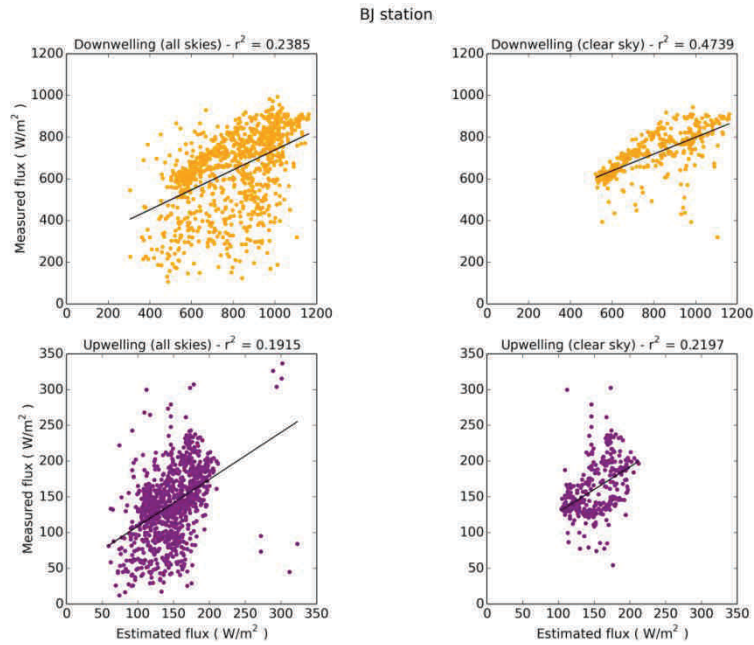 BJ station
Downwelling (all skies) - r² = 0.2385
Downwelling (clear sky) - r² = 0.4739
Measured flux ( W/m² )
1200
1000
800
600
400
200
0
0 200 400 600 800 1000 1200
1200
1000
800
600
400
200
0
0 200 400 600 800 1000 1200
Upwelling (all skies) - r² = 0.1915
Upwelling (clear sky) - r² = 0.2197
Measured flux ( W/m² )
350
300
250
200
150
100
50
0
0 50 100 150 200 250 300 350
Estimated flux ( W/m² )
350
300
250
200
150
100
50
0
0 50 100 150 200 250 300 350
Estimated flux ( W/m² )